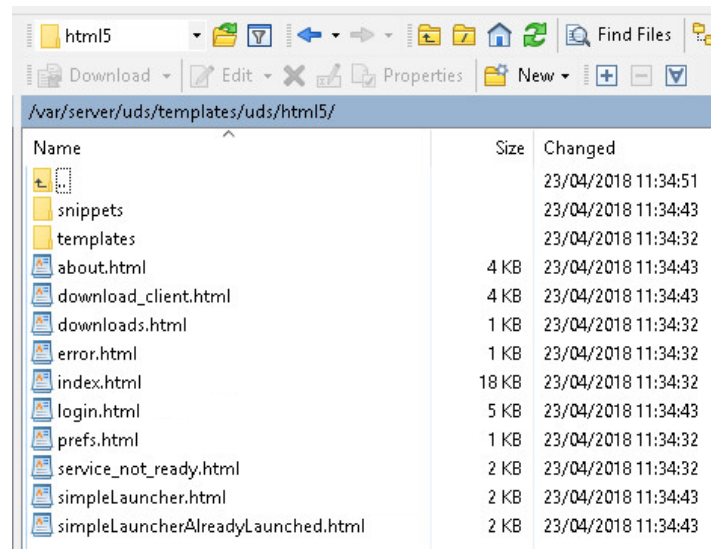 html5 Find Files
Download Edit Properties New
/var/server/uds/templates/uds/html5/
Name Size Changed
.. 23/04/2018 11:34:51
snippets 23/04/2018 11:34:43
templates 23/04/2018 11:34:32
about.html 4 KB 23/04/2018 11:34:43
download_client.html 4 KB 23/04/2018 11:34:43
downloads.html 1 KB 23/04/2018 11:34:32
error.html 1 KB 23/04/2018 11:34:32
index.html 18 KB 23/04/2018 11:34:32
login.html 5 KB 23/04/2018 11:34:43
prefs.html 1 KB 23/04/2018 11:34:32
service_not_ready.html 2 KB 23/04/2018 11:34:32
simpleLauncher.html 2 KB 23/04/2018 11:34:43
simpleLauncherAlreadyLaunched.html 2 KB 23/04/2018 11:34:43